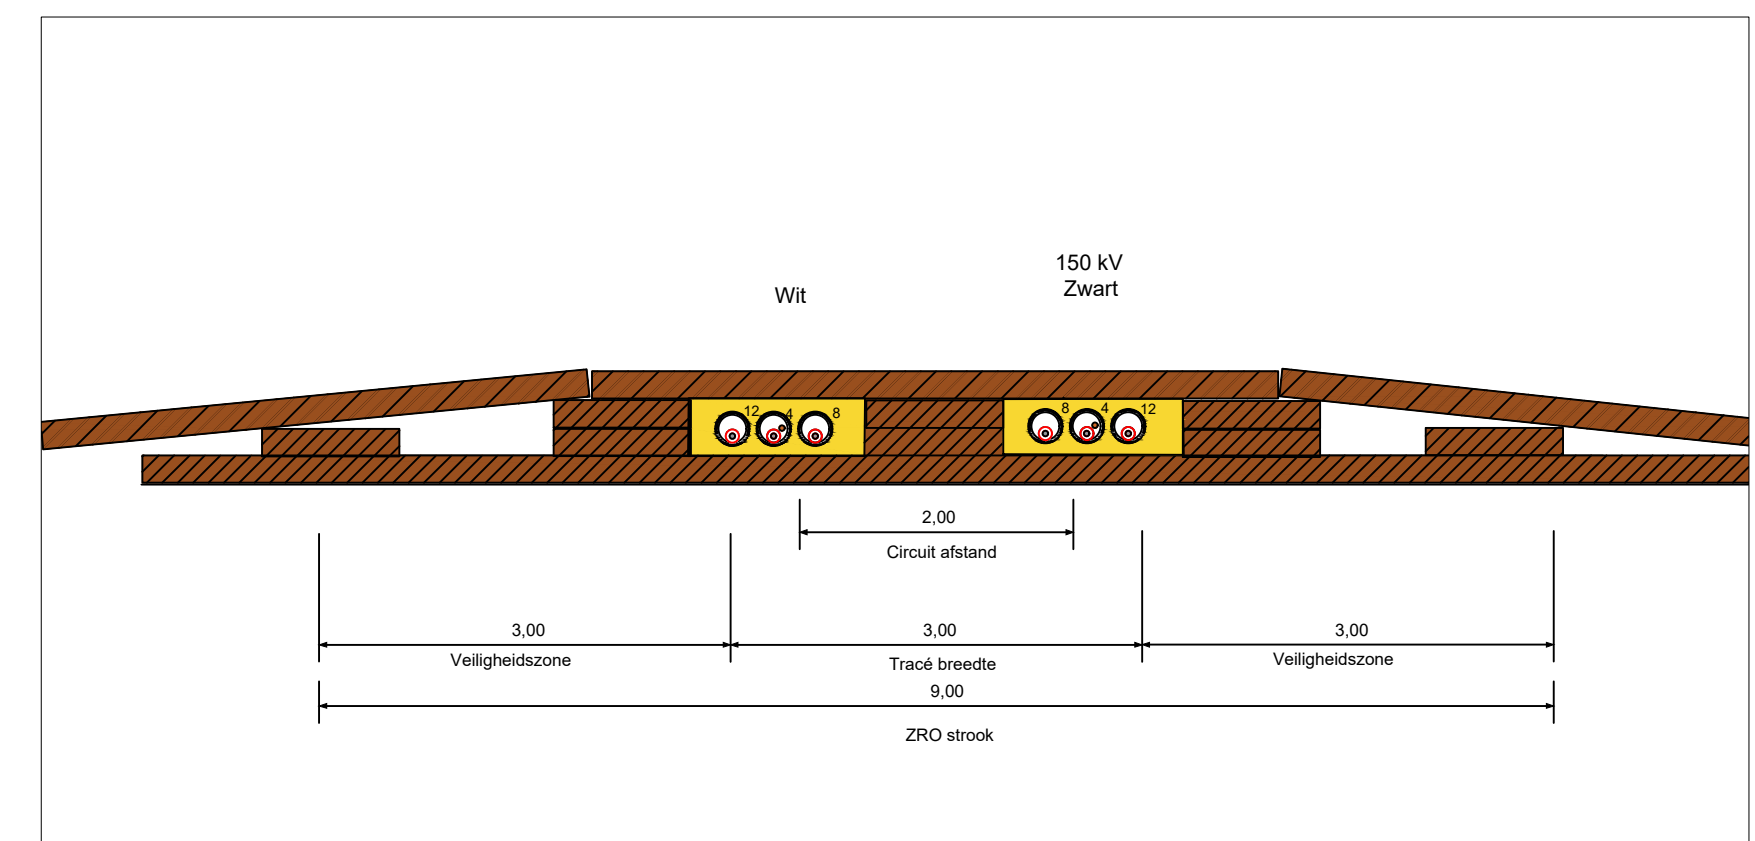 150 kV
Wit
Zwart
12 4 8
8 4 12
2,00
Circuit afstand
3,00
Veiligheidszone
3,00
Tracé breedte
3,00
Veiligheidszone
9,00
ZRO strook